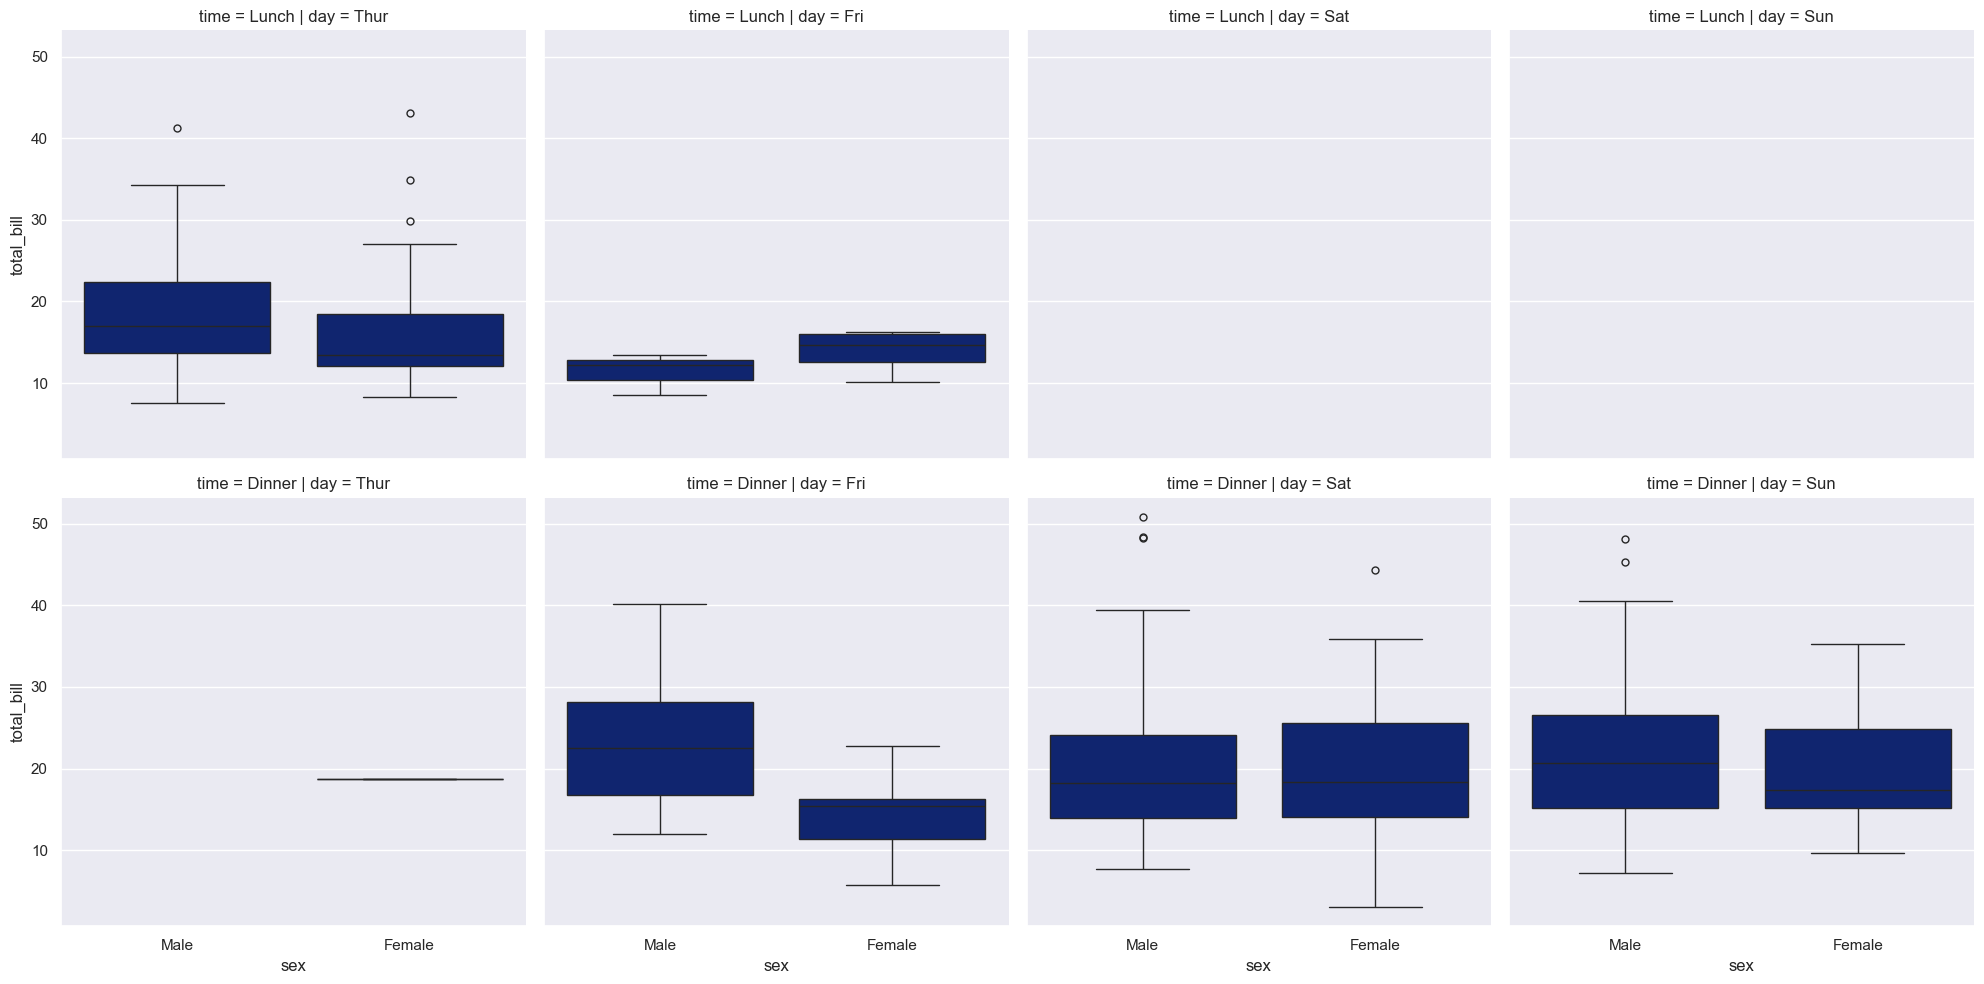 time = Lunch | day = Thur
time = Lunch | day = Fri
time = Lunch | day = Sat
time = Lunch | day = Sun
50
40
30
20
10
total_bill
time = Dinner | day = Thur
time = Dinner | day = Fri
time = Dinner | day = Sat
time = Dinner | day = Sun
50
40
30
20
10
total_bill
Male Female
sex
Male Female
sex
Male Female
sex
Male Female
sex